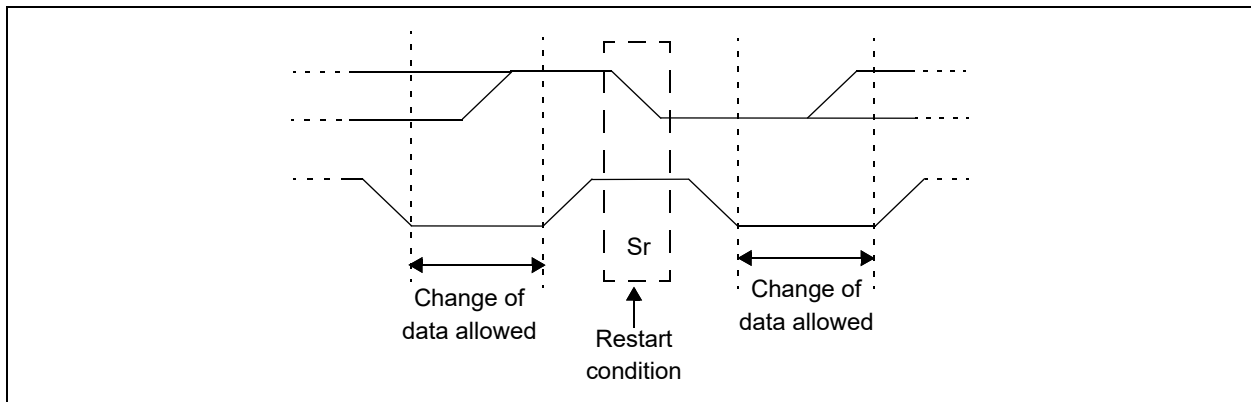 Sr
Change of
data allowed
Restart
condition
Change of
data allowed